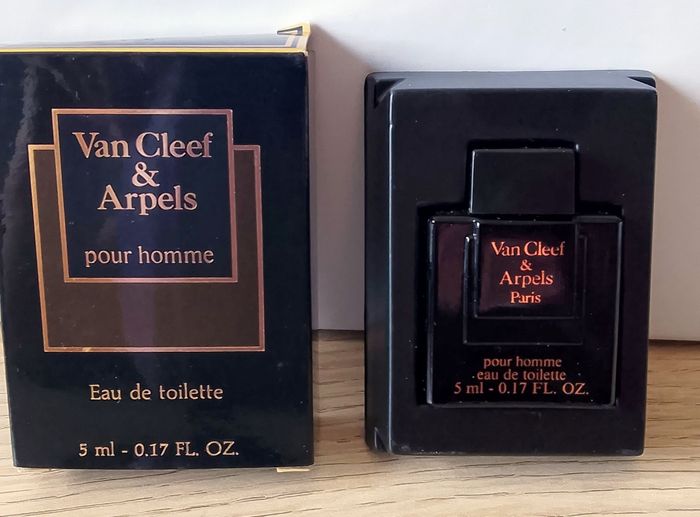 Van Cleef
&
Arpels
pour homme
Eau de toilette
5 ml - 0.17 FL. OZ.
Van Cleef
&
Arpels
Paris
pour homme
eau de toilette
5 ml - 0.17 FL. OZ.